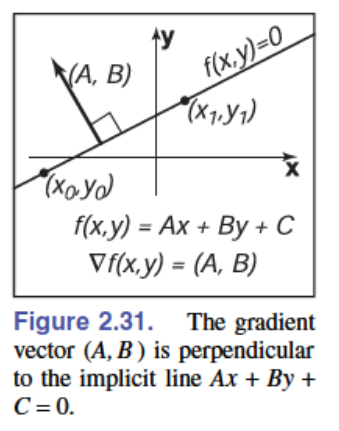 y
f(x,y)=0
(A, B)
(x₁,y₁)
x
(x₀,y₀)
f(x,y) = Ax + By + C
∇f(x,y) = (A, B)
Figure 2.31. The gradient
vector (A, B ) is perpendicular
to the implicit line Ax + By +
C = 0.